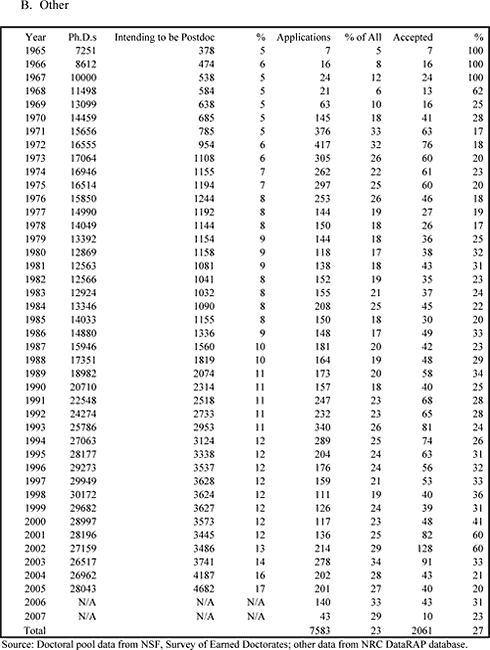 B. Other
Year Ph.D.s Intending to be Postdoc % Applications % of All Accepted %
1965 7251 378 5 7 5 7 100
1966 8612 474 6 16 8 16 100
1967 10000 538 5 24 12 24 100
1968 11498 584 5 21 6 13 62
1969 13099 638 5 63 10 16 25
1970 14459 685 5 145 18 41 28
1971 15656 785 5 376 33 63 17
1972 16555 954 6 417 32 76 18
1973 17064 1108 6 305 26 60 20
1974 16946 1155 7 262 22 61 23
1975 16514 1194 7 297 25 60 20
1976 15850 1244 8 253 26 46 18
1977 14990 1192 8 144 19 27 19
1978 14049 1144 8 150 18 26 17
1979 13392 1154 9 144 18 36 25
1980 12869 1158 9 118 17 38 32
1981 12563 1081 9 138 18 43 31
1982 12566 1041 8 152 19 35 23
1983 12924 1032 8 155 21 37 24
1984 13346 1090 8 208 25 45 22
1985 14033 1155 8 150 18 30 20
1986 14880 1336 9 148 17 49 33
1987 15946 1560 10 181 20 42 23
1988 17351 1819 10 164 19 48 29
1989 18982 2074 11 173 20 58 34
1990 20710 2314 11 157 18 40 25
1991 22548 2518 11 247 23 68 28
1992 24274 2733 11 232 23 65 28
1993 25786 2953 11 340 26 81 24
1994 27063 3124 12 289 25 74 26
1995 28177 3338 12 204 24 63 31
1996 29273 3537 12 176 24 56 32
1997 29949 3628 12 159 21 53 33
1998 30172 3624 12 111 19 40 36
1999 29682 3627 12 126 24 39 31
2000 28997 3573 12 117 23 48 41
2001 28196 3445 12 136 25 82 60
2002 27159 3486 13 214 29 128 60
2003 26517 3741 14 278 34 91 33
2004 26962 4187 16 202 28 43 21
2005 28043 4682 17 201 27 40 20
2006 N/A N/A N/A 140 33 43 31
2007 N/A N/A N/A 43 29 10 23
Total 7583 23 2061 27
Source: Doctoral pool data from NSF, Survey of Earned Doctorates; other data from NRC DataRAP database.